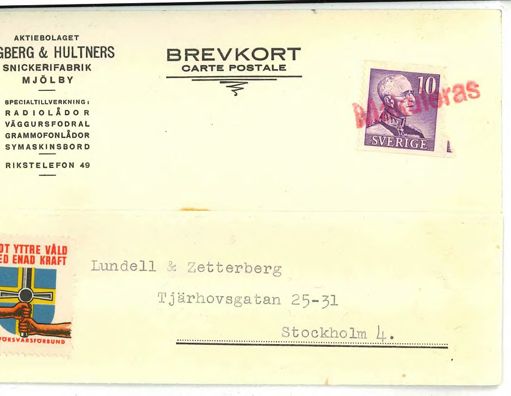 AKTIEBOLAGET
GBERG & HULTNERS
SNICKERIFABRIK
MJÖLBY
SPECIALTILLVERKNING:
RADIOLÅDOR
VÄGGURSFODRAL
GRAMMOFONLÅDOR
SYMASKINSBORD
RIKSTELEFON 49
BREVKORT
CARTE POSTALE
10
SVERIGE
Makuleras
OT YTTRE VÅLD
ED ENAD KRAFT
FÖRSVARSFÖRBUND
Lundell & Zetterberg
Tjärhovsgatan 25-31
Stockholm 4.